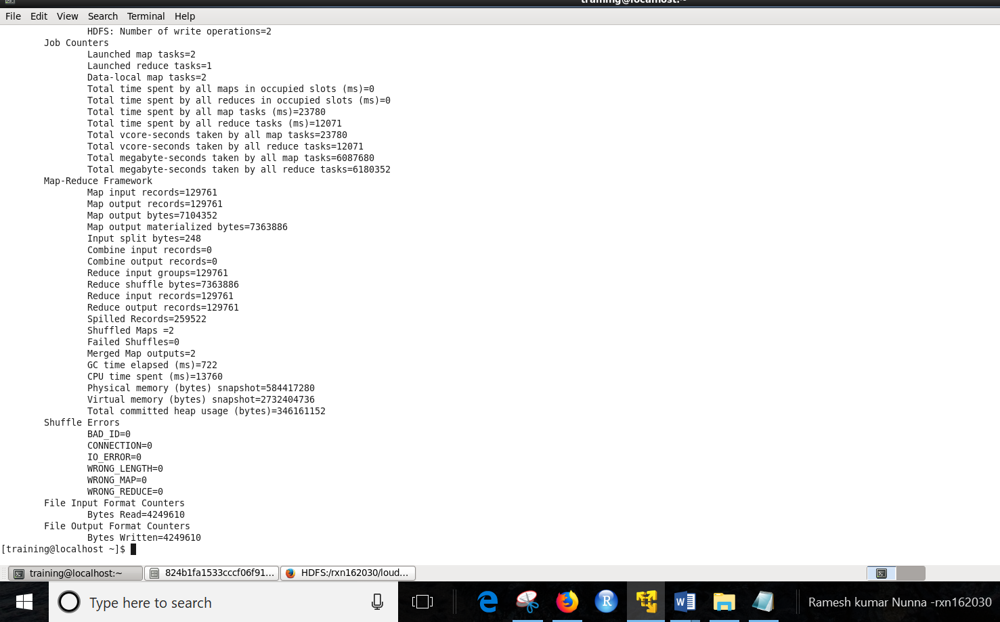 training@localhost:~
File Edit View Search Terminal Help
HDFS: Number of write operations=2
Job Counters
Launched map tasks=2
Launched reduce tasks=1
Data-local map tasks=2
Total time spent by all maps in occupied slots (ms)=0
Total time spent by all reduces in occupied slots (ms)=0
Total time spent by all map tasks (ms)=23780
Total time spent by all reduce tasks (ms)=12071
Total vcore-seconds taken by all map tasks=23780
Total vcore-seconds taken by all reduce tasks=12071
Total megabyte-seconds taken by all map tasks=6087680
Total megabyte-seconds taken by all reduce tasks=6180352
Map-Reduce Framework
Map input records=129761
Map output records=129761
Map output bytes=7104352
Map output materialized bytes=7363886
Input split bytes=248
Combine input records=0
Combine output records=0
Reduce input groups=129761
Reduce shuffle bytes=7363886
Reduce input records=129761
Reduce output records=129761
Spilled Records=259522
Shuffled Maps =2
Failed Shuffles=0
Merged Map outputs=2
GC time elapsed (ms)=722
CPU time spent (ms)=13760
Physical memory (bytes) snapshot=584417280
Virtual memory (bytes) snapshot=2732404736
Total committed heap usage (bytes)=346161152
Shuffle Errors
BAD_ID=0
CONNECTION=0
IO_ERROR=0
WRONG_LENGTH=0
WRONG_MAP=0
WRONG_REDUCE=0
File Input Format Counters
Bytes Read=4249610
File Output Format Counters
Bytes Written=4249610
[training@localhost ~]$
training@localhost:~ 824b1fa1533cccf06f91... HDFS:/rxn162030/loud...
Type here to search R W Ramesh kumar Nunna -rxn162030